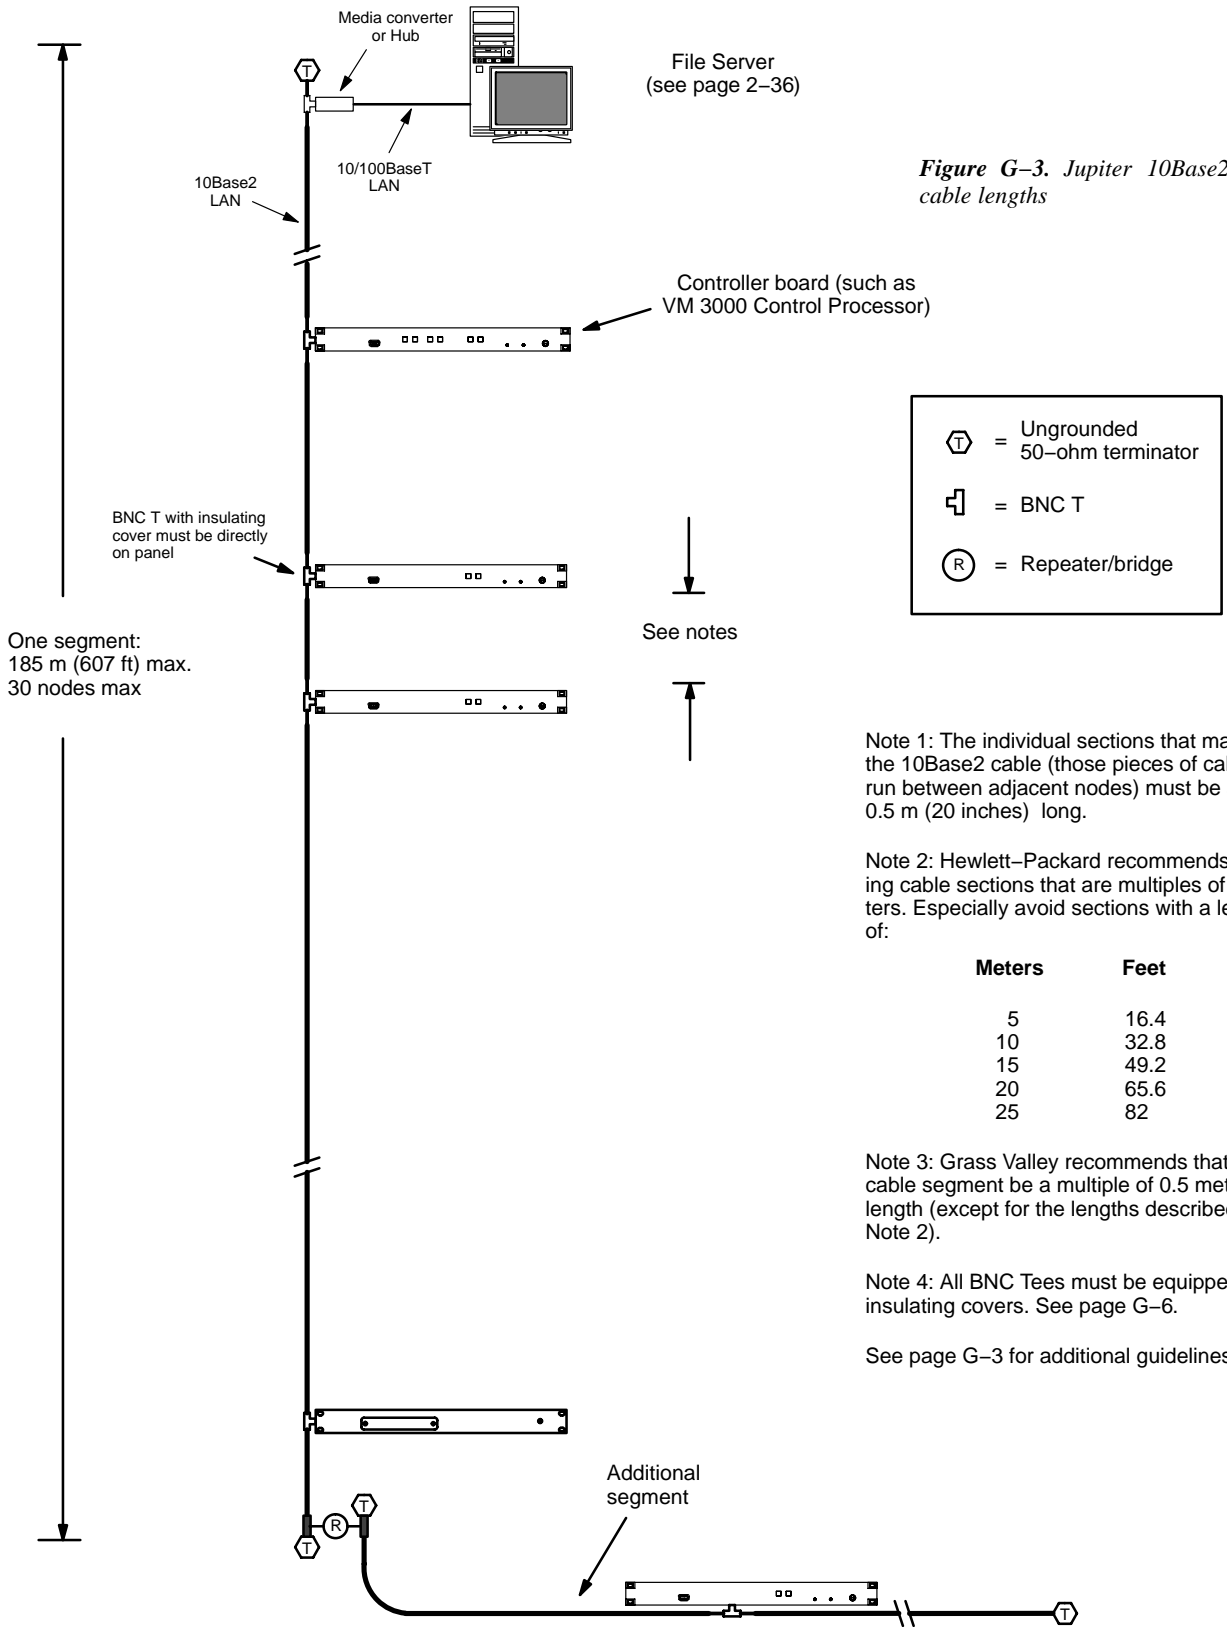 Media converter
or Hub
File Server
(see page 2–36)
T
10/100BaseT
LAN
10Base2
LAN
Figure G–3. Jupiter 10Base2
cable lengths
Controller board (such as
VM 3000 Control Processor)
T = Ungrounded
50–ohm terminator
= BNC T
R = Repeater/bridge
BNC T with insulating
cover must be directly
on panel
See notes
One segment:
185 m (607 ft) max.
30 nodes max
Note 1: The individual sections that
the 10Base2 cable (those pieces of
run between adjacent nodes) must be
0.5 m (20 inches) long.
Note 2: Hewlett–Packard recommends
ing cable sections that are multiples of
ters. Especially avoid sections with a
of:
Meters Feet
5 16.4
10 32.8
15 49.2
20 65.6
25 82
Note 3: Grass Valley recommends that
cable segment be a multiple of 0.5
length (except for the lengths described
Note 2).
Note 4: All BNC Tees must be
insulating covers. See page G–6.
See page G–3 for additional guidelines
Additional
segment
T
R
T
T